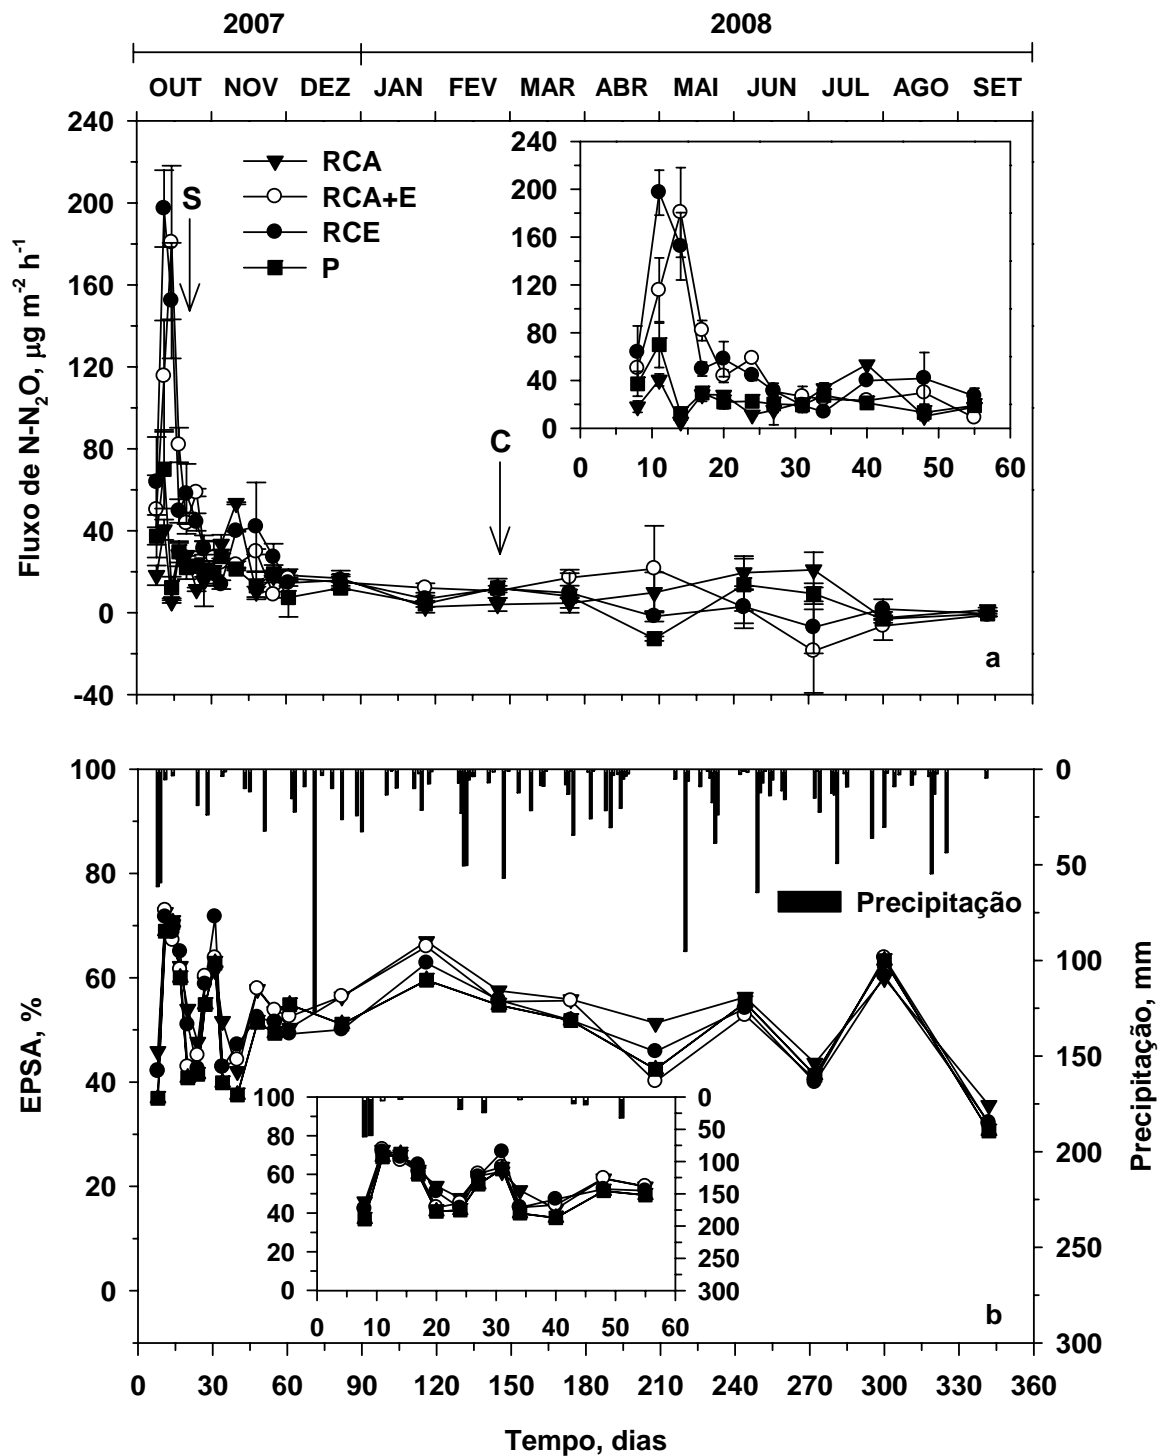 2007 2008
OUT NOV DEZ JAN FEV MAR ABR MAI JUN JUL AGO SET
Fluxo de N-N₂O, µg m⁻² h⁻¹
240
200
160
120
80
40
0
-40
S
C
RCA
RCA+E
RCE
P
240
200
160
120
80
40
0
0 10 20 30 40 50 60
a
EPSA, %
100
80
60
40
20
0
Precipitação
0
50
100
150
200
250
300
Precipitação, mm
100
80
60
40
20
0
0
50
100
150
200
250
300
0 10 20 30 40 50 60
b
0 30 60 90 120 150 180 210 240 270 300 330 360
Tempo, dias